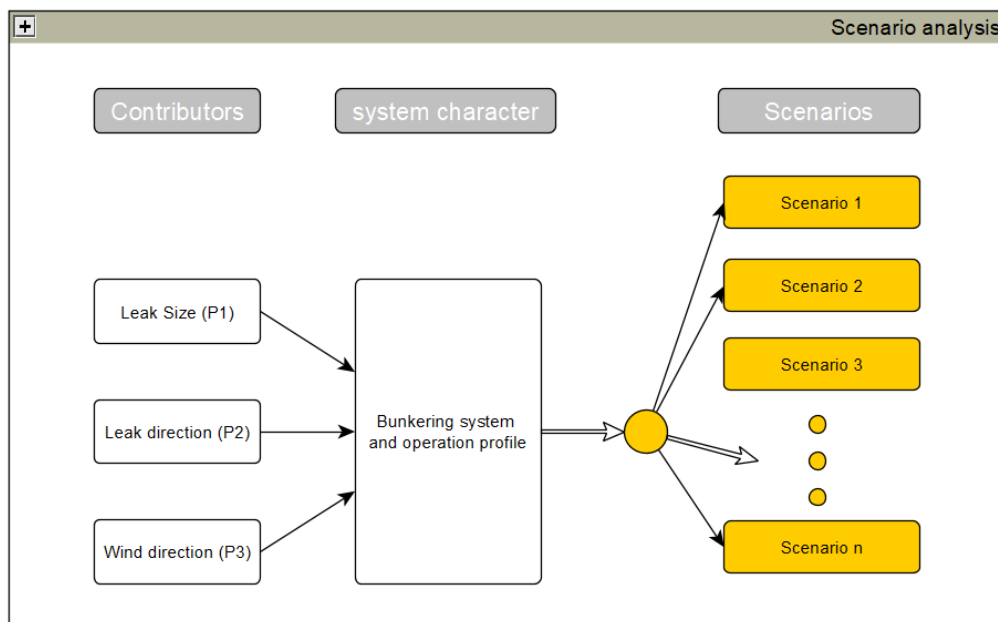 Scenario analysis
Contributors
system character
Scenarios
Scenario 1
Scenario 2
Leak Size (P1)
Scenario 3
Leak direction (P2)
Bunkering system
and operation profile
Wind direction (P3)
Scenario n